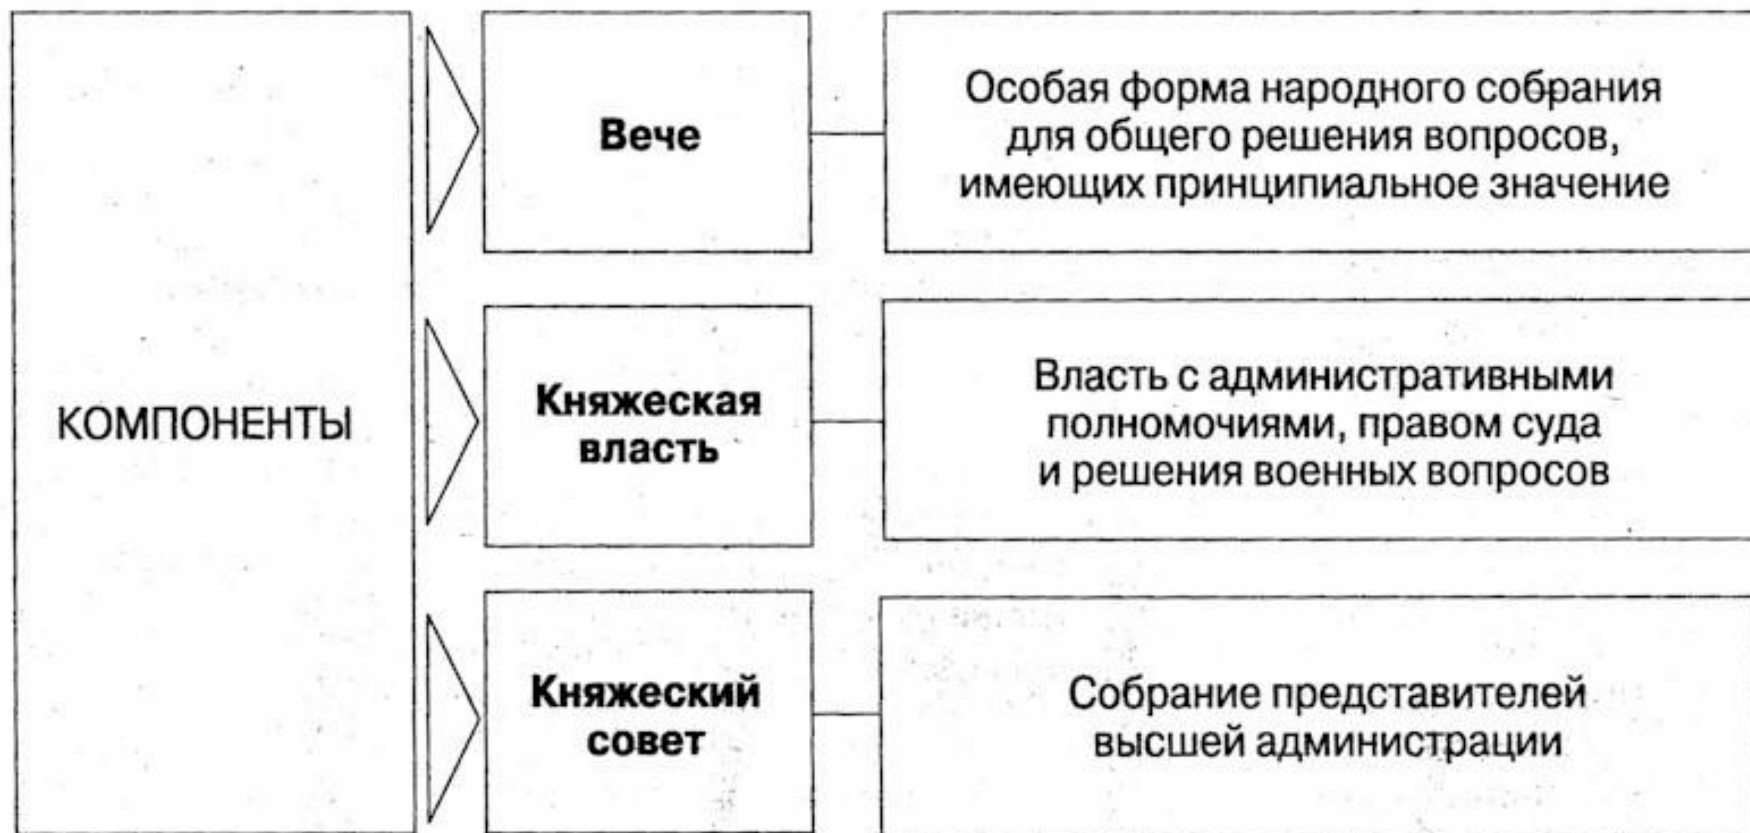 КОМПОНЕНТЫ
Вече
Особая форма народного собрания
для общего решения вопросов,
имеющих принципиальное значение
Княжеская
власть
Власть с административными
полномочиями, правом суда
и решения военных вопросов
Княжеский
совет
Собрание представителей
высшей администрации